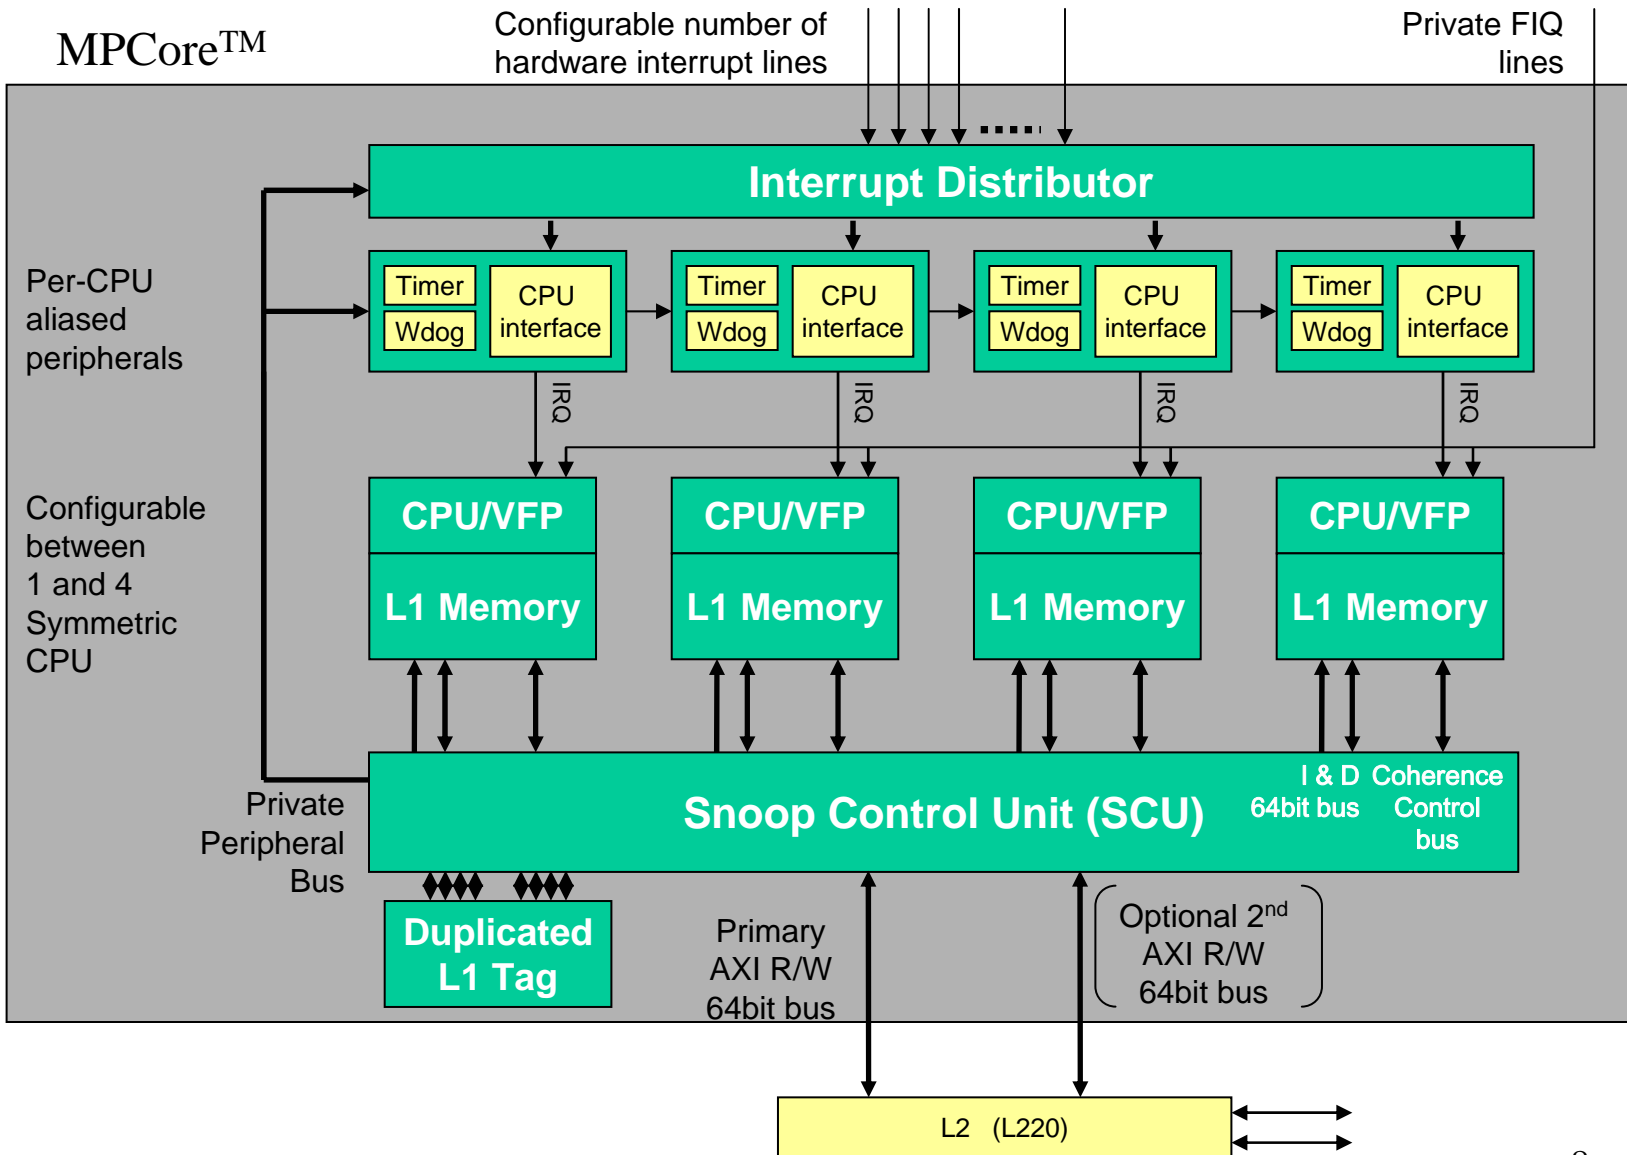 MPCore™
Configurable number of
hardware interrupt lines
Private FIQ
lines
Interrupt Distributor
Per-CPU
aliased
peripherals
Timer
Wdog
CPU
interface
Timer
Wdog
CPU
interface
Timer
Wdog
CPU
interface
Timer
Wdog
CPU
interface
IRQ
IRQ
IRQ
IRQ
Configurable
between
1 and 4
Symmetric
CPU
CPU/VFP
L1 Memory
CPU/VFP
L1 Memory
CPU/VFP
L1 Memory
CPU/VFP
L1 Memory
Private
Peripheral
Bus
Snoop Control Unit (SCU)
I & D
64bit bus
Coherence
Control
bus
Duplicated
L1 Tag
Primary
AXI R/W
64bit bus
Optional 2nd
AXI R/W
64bit bus
L2 (L220)